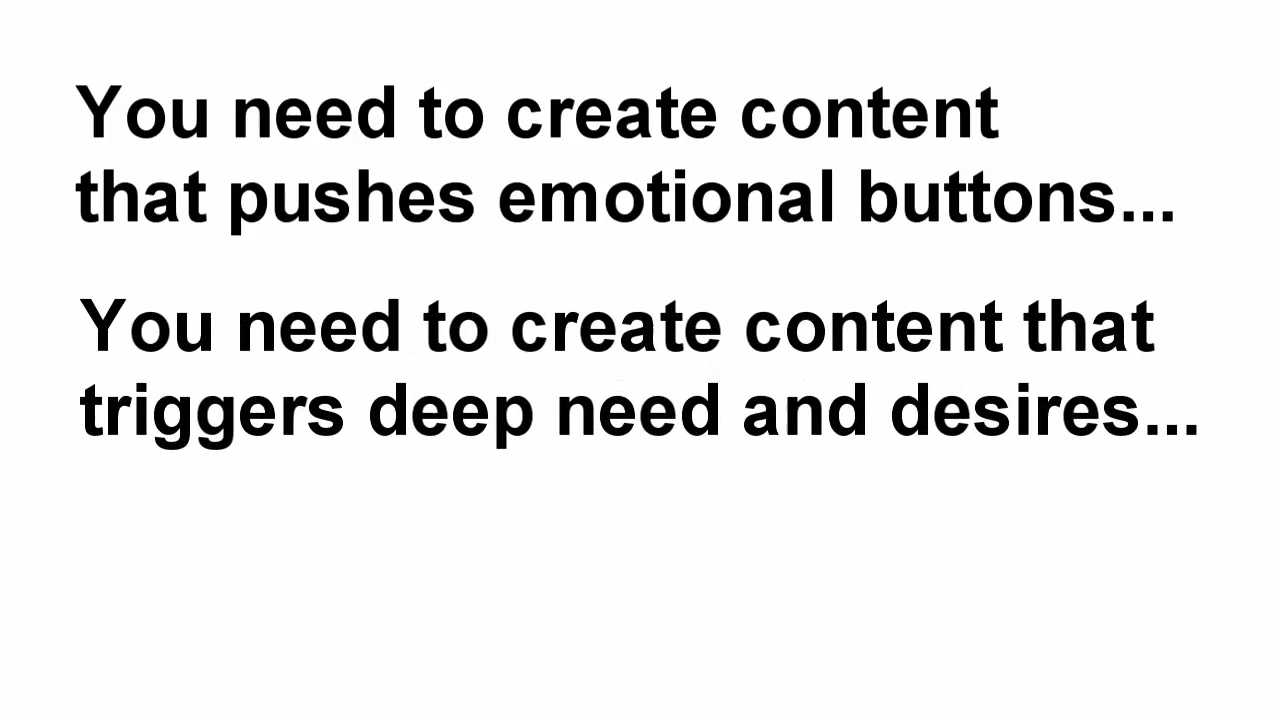 You need to create content
that pushes emotional buttons...
You need to create content that
triggers deep need and desires...